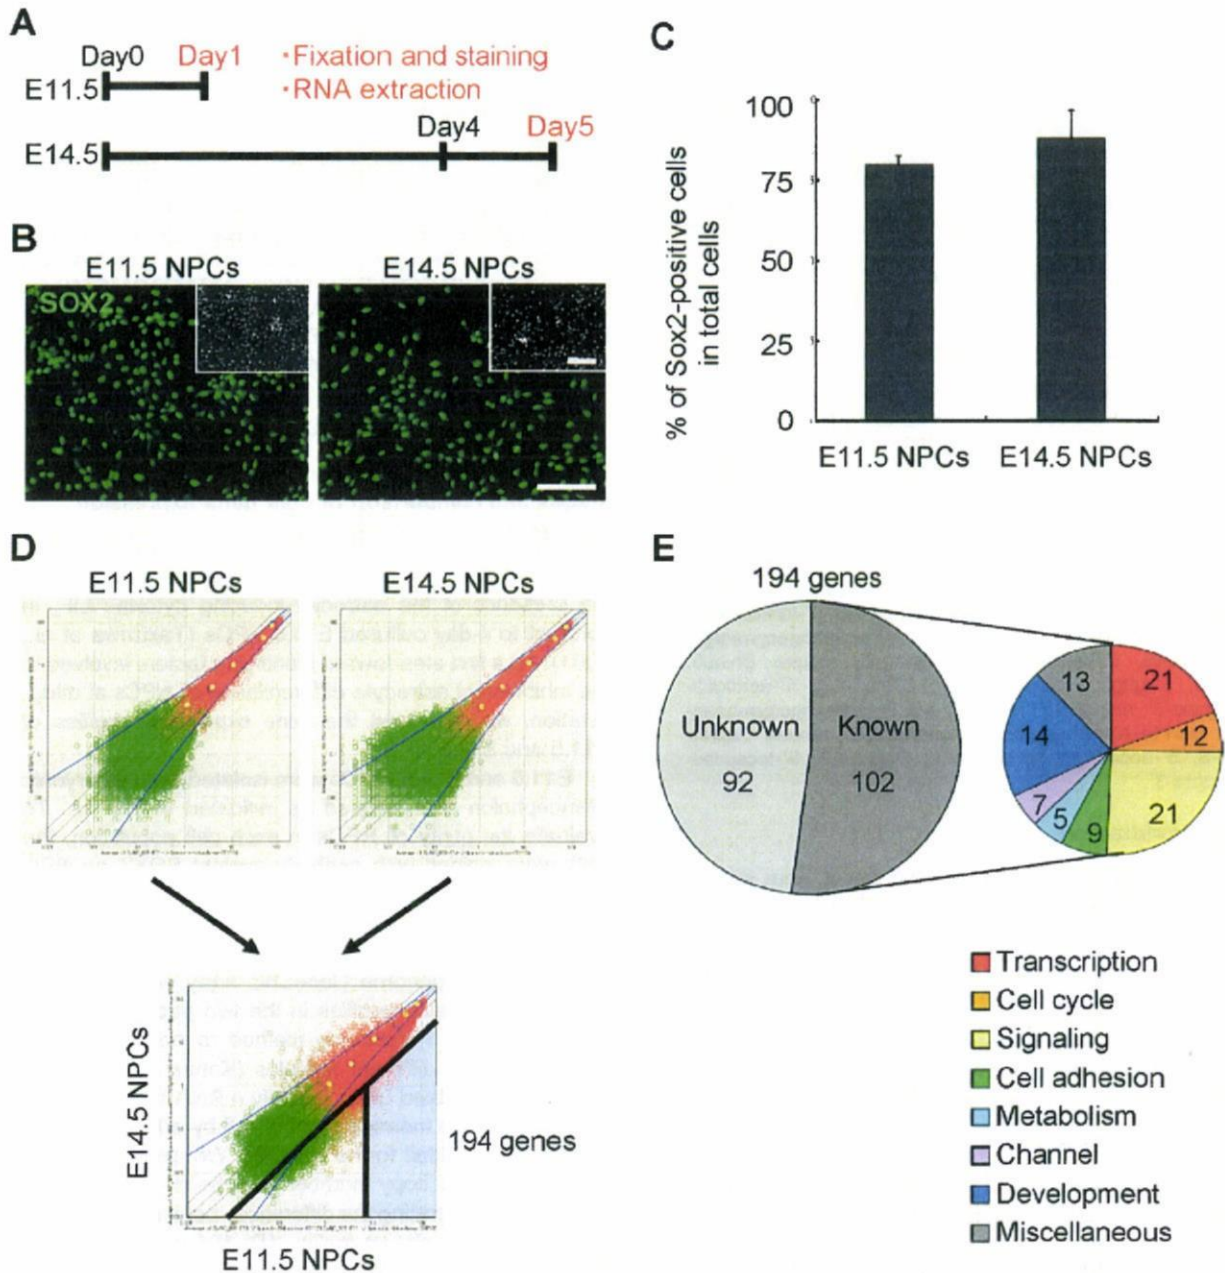 A
Day0 Day1
E11.5
・Fixation and staining
・RNA extraction
Day4 Day5
E14.5
B
E11.5 NPCs E14.5 NPCs
SOX2
C
% of Sox2-positive cells
in total cells
100
75
50
25
0
E11.5 NPCs E14.5 NPCs
D
E11.5 NPCs E14.5 NPCs
E14.5 NPCs
194 genes
E11.5 NPCs
E
194 genes
Unknown
92
Known
102
21
12
21
9
5
7
14
13
Transcription
Cell cycle
Signaling
Cell adhesion
Metabolism
Channel
Development
Miscellaneous